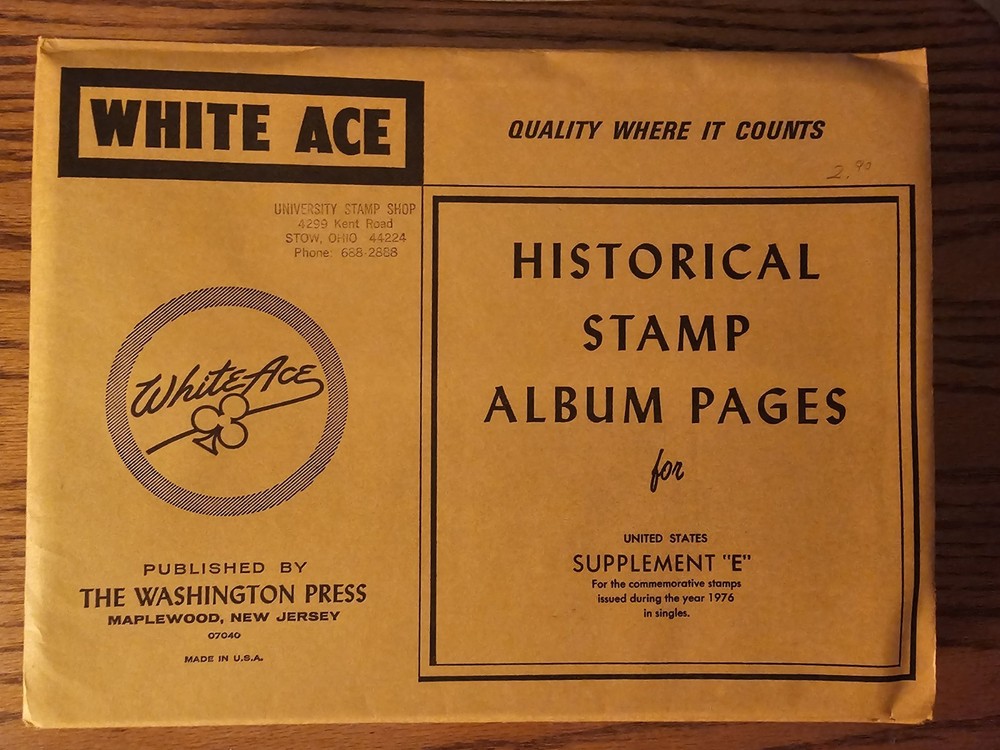 WHITE ACE
QUALITY WHERE IT COUNTS
2.90
UNIVERSITY STAMP SHOP
4299 Kent Road
STOW, OHIO 44224
Phone: 688-2888
White Ace
PUBLISHED BY
THE WASHINGTON PRESS
MAPLEWOOD, NEW JERSEY
07040
MADE IN U.S.A.
HISTORICAL
STAMP
ALBUM PAGES
for
UNITED STATES
SUPPLEMENT "E"
For the commemorative stamps
issued during the year 1976
in singles.